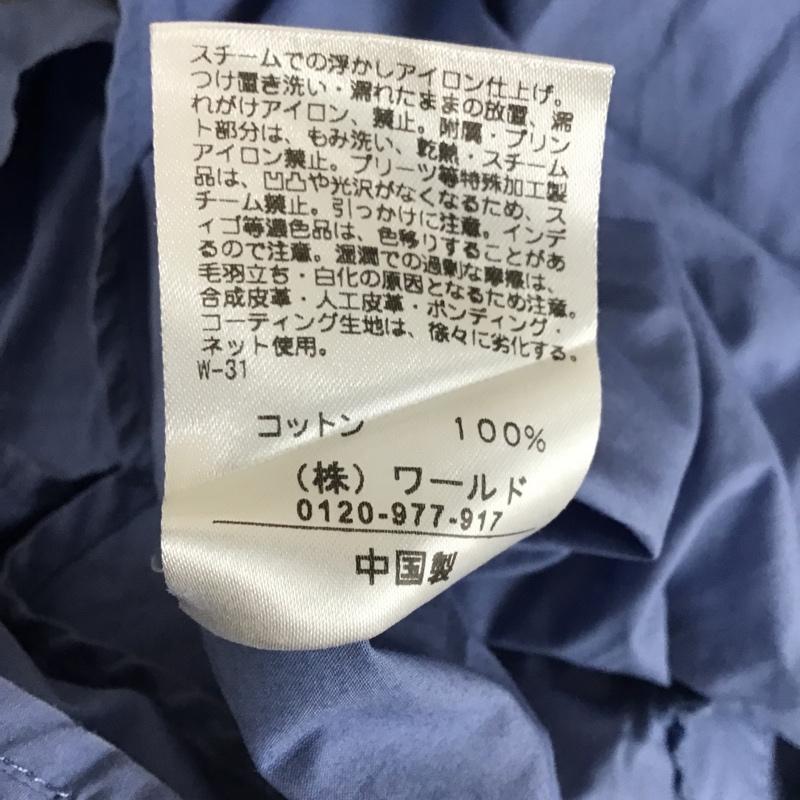 スチームでの浮かしアイロン仕上げ。
つけ置き洗い・濡れたままの放置、濡
れがけアイロン、禁止。附属・プリン
ト部分は、もみ洗い、乾熱・スチーム
アイロン禁止。プリーツ等特殊加工製
品は、凹凸や光沢がなくなるため、ス
チーム禁止。引っかけに注意。インデ
ィゴ等濃色品は、色移りすることがあ
るので注意。湿潤での過剰な摩擦は、
毛羽立ち・白化の原因となるため注意。
合成皮革・人工皮革・ボンディング・
コーティング生地は、徐々に劣化する。
ネット使用。
W-31
コットン 100%
(株)ワールド
0120-977-917
中国製